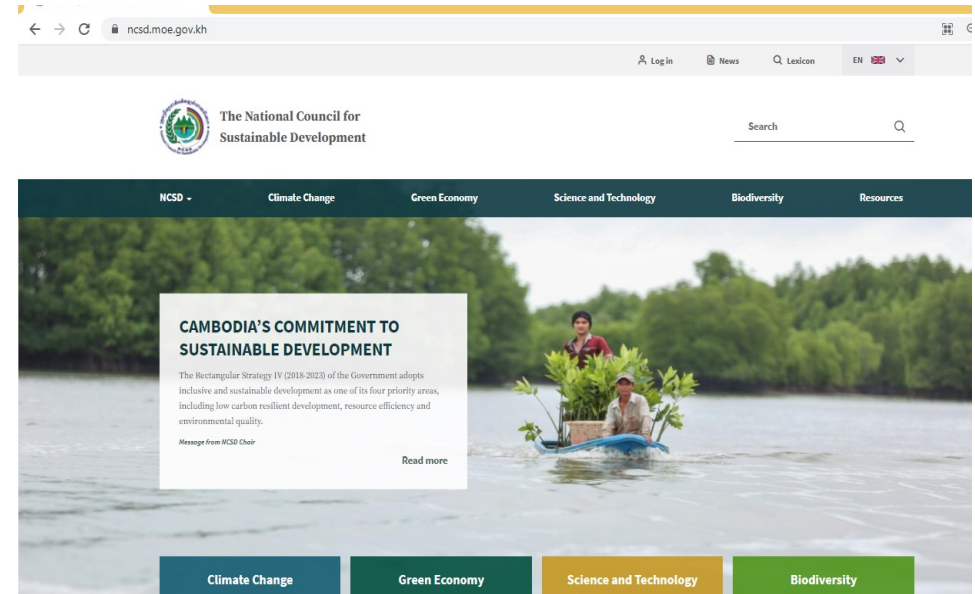 ncsd.moe.gov.kh
Log in News Lexicon EN
The National Council for
Sustainable Development
Search
NCSD Climate Change Green Economy Science and Technology Biodiversity Resources
CAMBODIA'S COMMITMENT TO
SUSTAINABLE DEVELOPMENT
The Rectangular Strategy IV (2018-2023) of the Government adopts
inclusive and sustainable development as one of its four priority areas,
including low carbon resilient development, resource efficiency and
environmental quality.
Message from NCSD Chair
Read more
Climate Change Green Economy Science and Technology Biodiversity